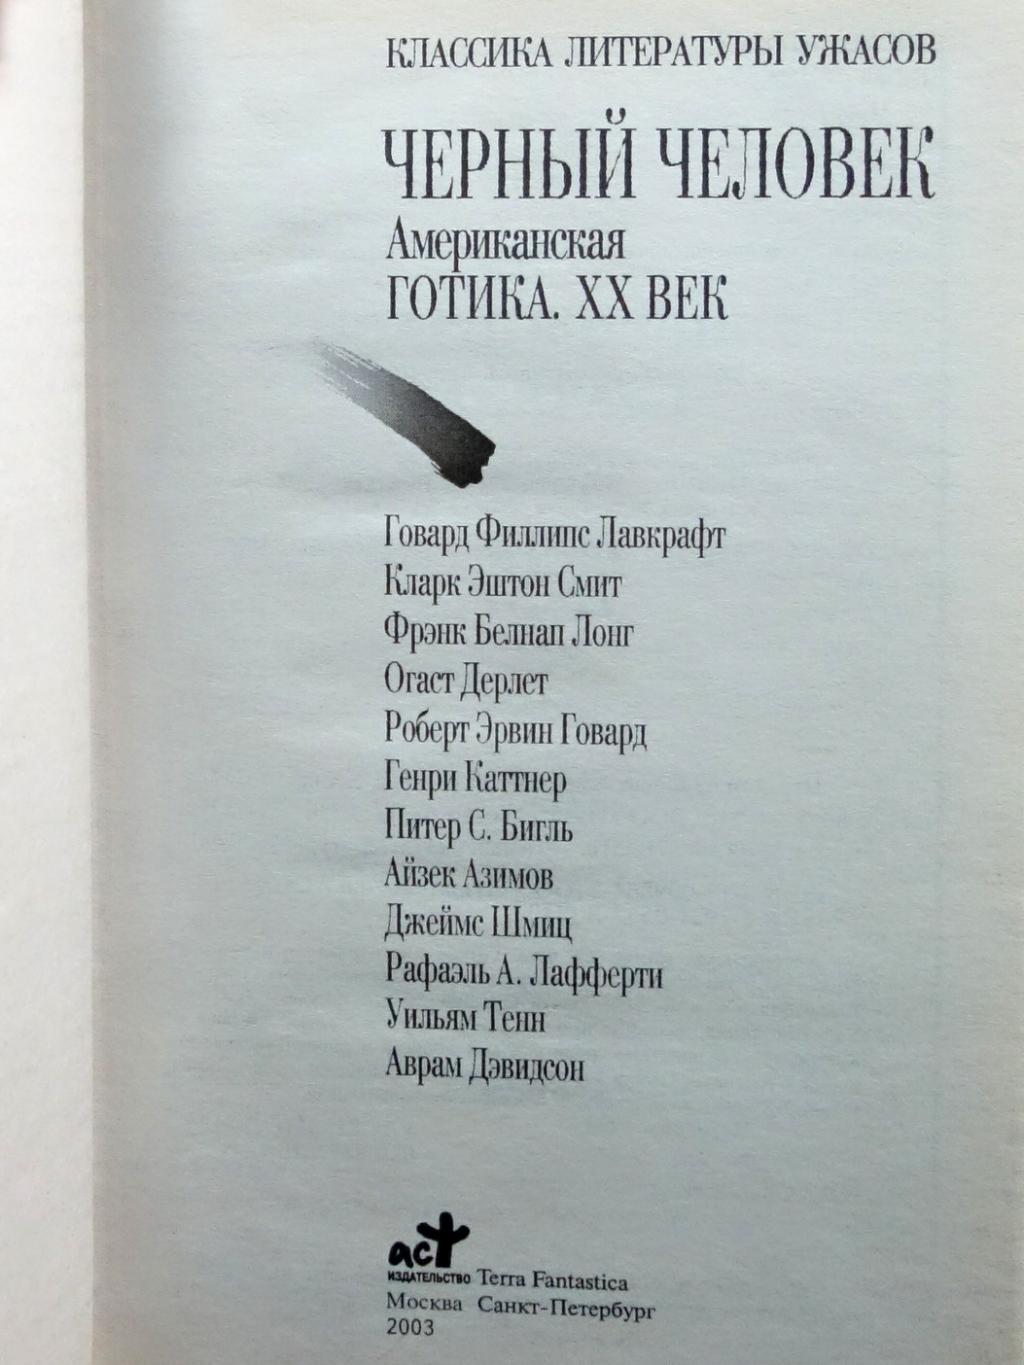 КЛАССИКА ЛИТЕРАТУРЫ УЖАСОВ
ЧЕРНЫЙ ЧЕЛОВЕК
Американская
ГОТИКА. XX ВЕК
Говард Филлипс Лавкрафт
Кларк Эштон Смит
Фрэнк Белнап Лонг
Огаст Дерлет
Роберт Эрвин Говард
Генри Каттнер
Питер С. Бигль
Айзек Азимов
Джеймс Шмиц
Рафаэль А. Лафферти
Уильям Тенн
Аврам Дэвидсон
аст
ИЗДАТЕЛЬСТВО Terra Fantastica
Москва Санкт-Петербург
2003